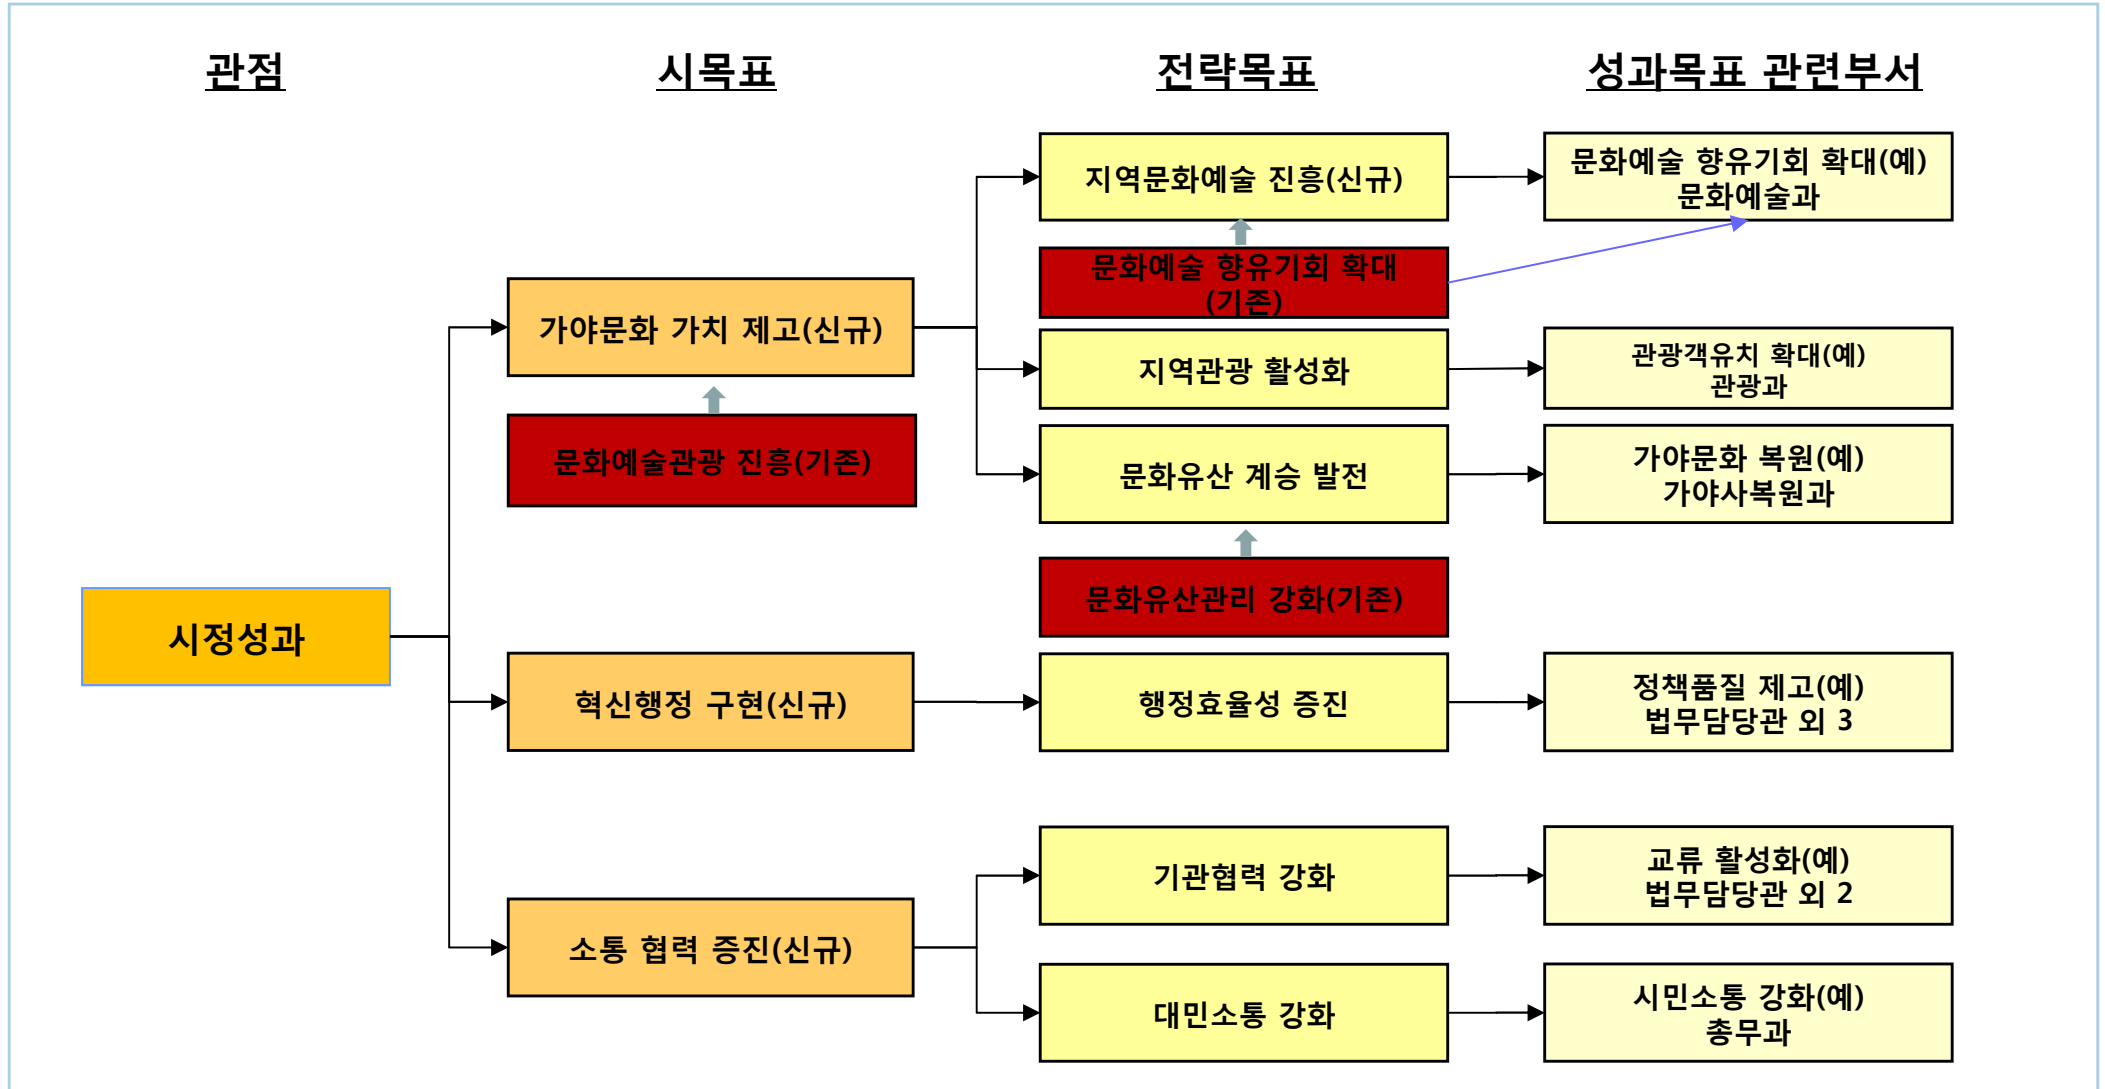 관점
시목표
전략목표
성과목표 관련부서
지역문화예술 진흥(신규)
문화예술 향유기회 확대(예)
문화예술과
문화예술 향유기회 확대
(기존)
가야문화 가치 제고(신규)
지역관광 활성화
관광객유치 확대(예)
관광과
문화예술관광 진흥(기존)
문화유산 계승 발전
가야문화 복원(예)
가야사복원과
문화유산관리 강화(기존)
시정성과
혁신행정 구현(신규)
행정효율성 증진
정책품질 제고(예)
법무담당관 외 3
기관협력 강화
교류 활성화(예)
법무담당관 외 2
소통 협력 증진(신규)
대민소통 강화
시민소통 강화(예)
총무과